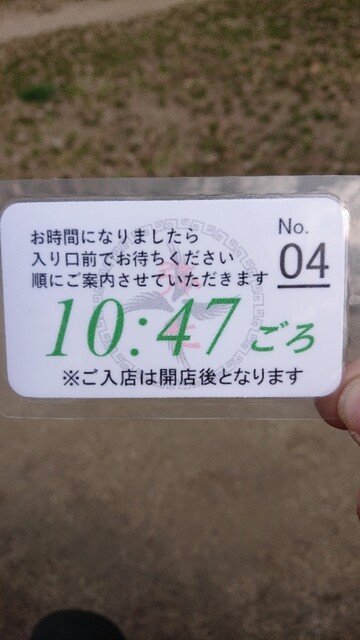 お時間になりましたら
入り口前でお待ちください
順にご案内させていただきます
No.
04
10:47ごろ
※ご入店は開店後となります